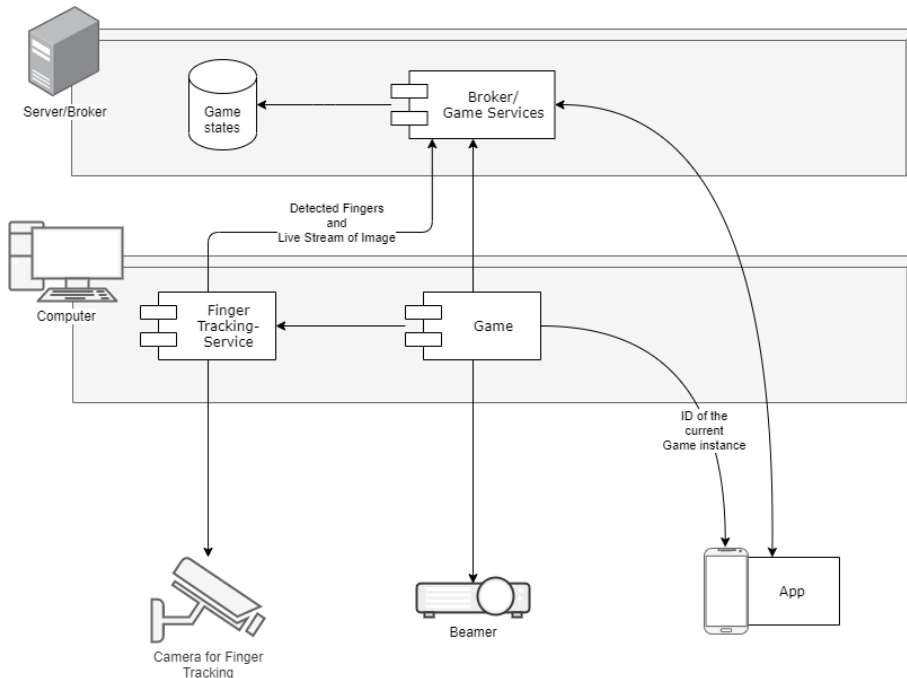 Server/Broker
Game
states
Broker/
Game Services
Detected Fingers
and
Live Stream of Image
Computer
Finger
Tracking-
Service
Game
ID of the
current
Game instance
App
Beamer
Camera for Finger
Tracking